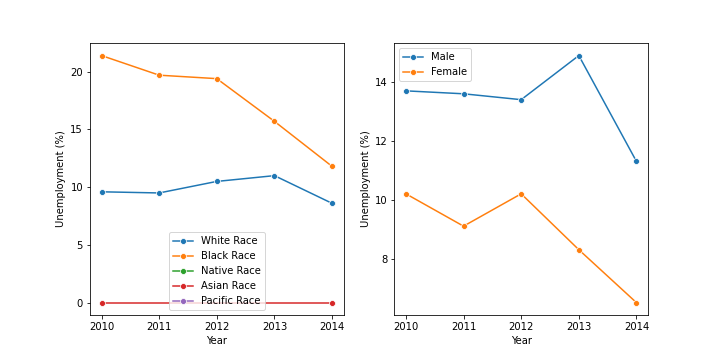 Unemployment (%)
20
15
10
5
0
2010 2011 2012 2013 2014
Year
White Race
Black Race
Native Race
Asian Race
Pacific Race
Unemployment (%)
14
12
10
8
2010 2011 2012 2013 2014
Year
Male
Female